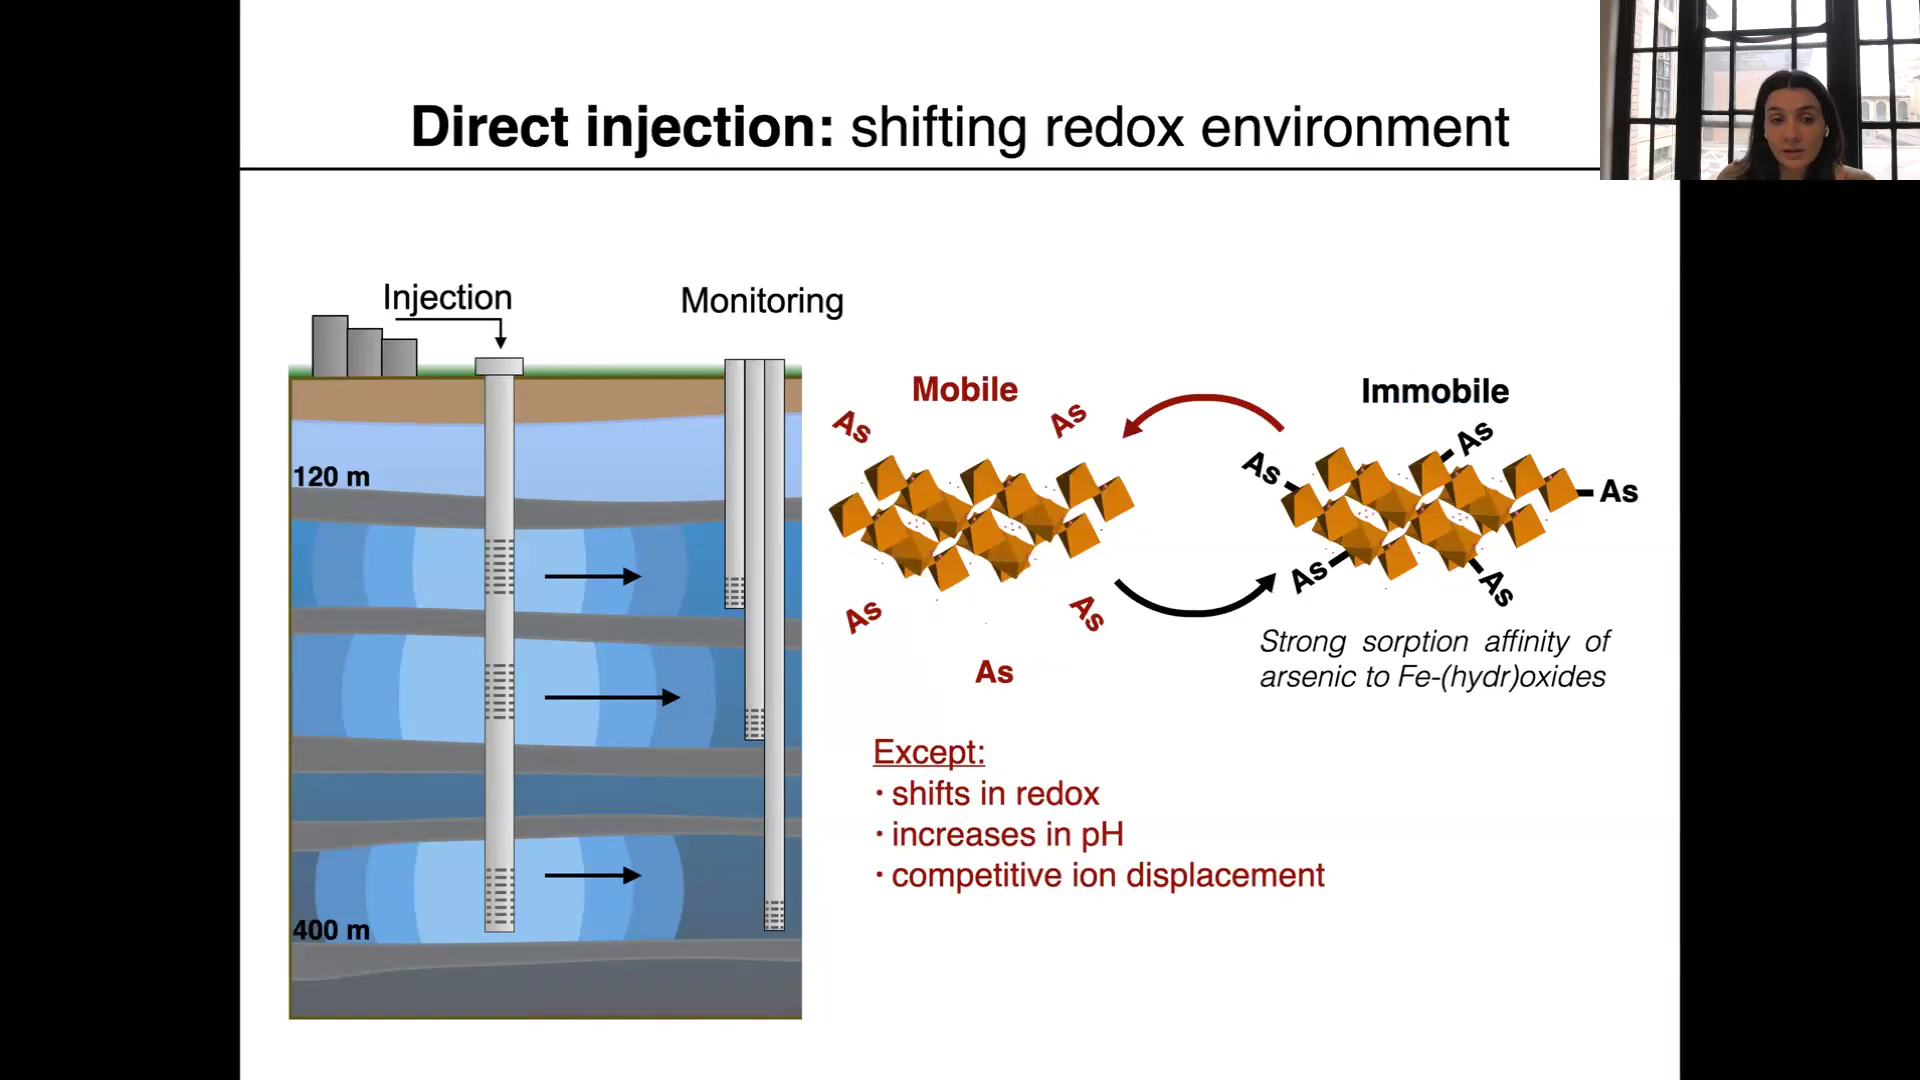 Direct injection: shifting redox environment
Injection
Monitoring
120 m
400 m
Mobile
As
As
As
As
As
Immobile
As
As
As
As
As
Strong sorption affinity of
arsenic to Fe-(hydr)oxides
Except:
· shifts in redox
· increases in pH
· competitive ion displacement